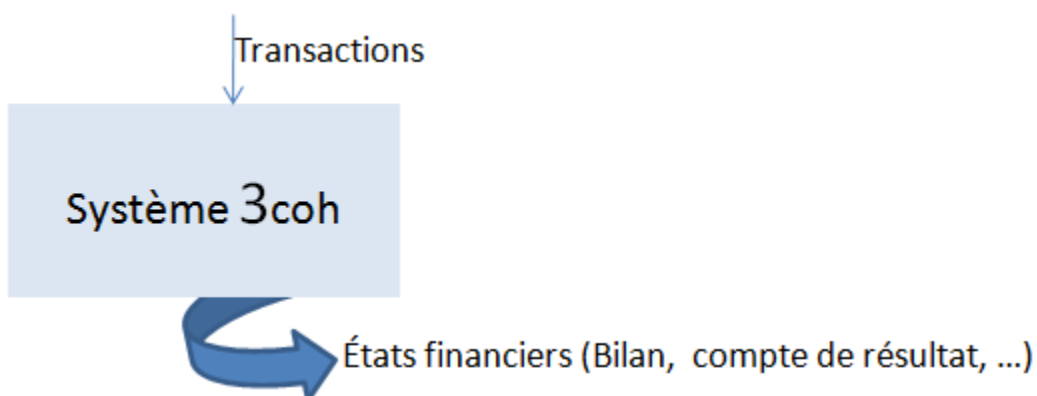 Transactions
Système 3coh
États financiers (Bilan, compte de résultat, ...)